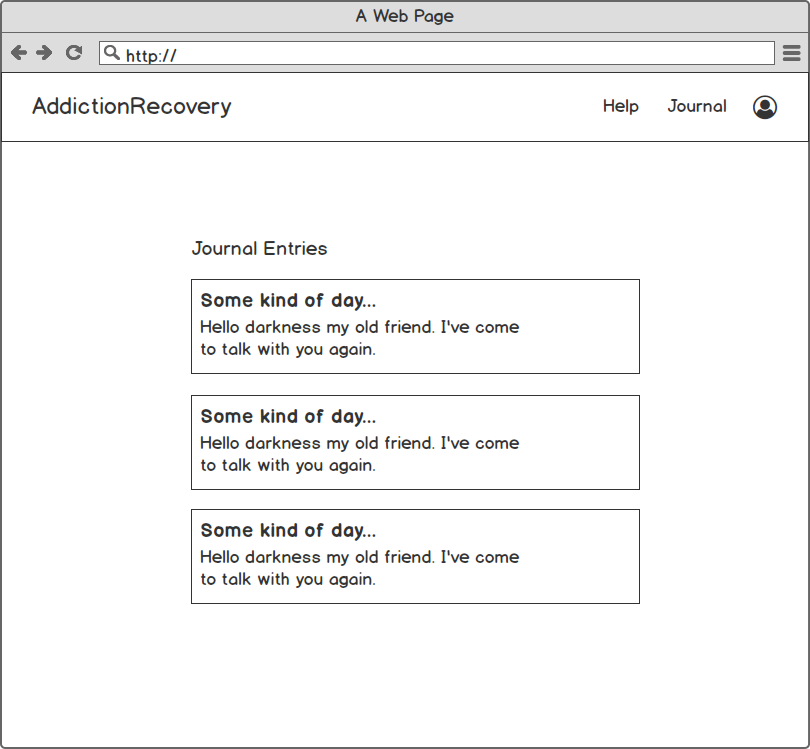 A Web Page
http://
AddictionRecovery
Help
Journal
Journal Entries
Some kind of day...
Hello darkness my old friend. I've come
to talk with you again.
Some kind of day...
Hello darkness my old friend. I've come
to talk with you again.
Some kind of day...
Hello darkness my old friend. I've come
to talk with you again.